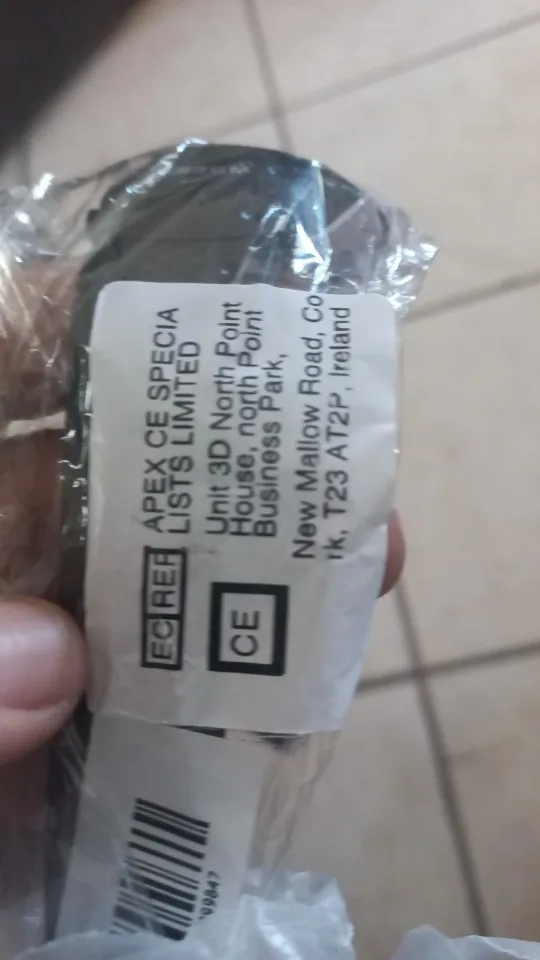 EC REP APEX CE SPECIA
LISTS LIMITED
Unit 3D North Point
House, north Point
Business Park,
New Mallow Road, Co
rk, T23 AT2P, Ireland
CE
99847